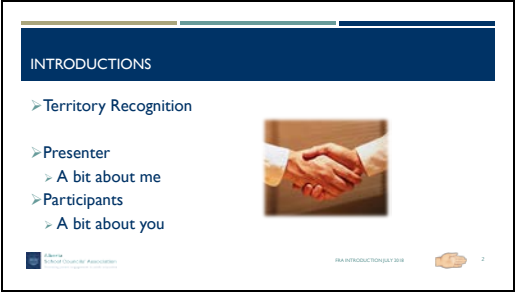 INTRODUCTIONS
Territory Recognition
Presenter
A bit about me
Participants
A bit about you
Alberta
School Councils' Association
FRA INTRODUCTION JULY 2018
2